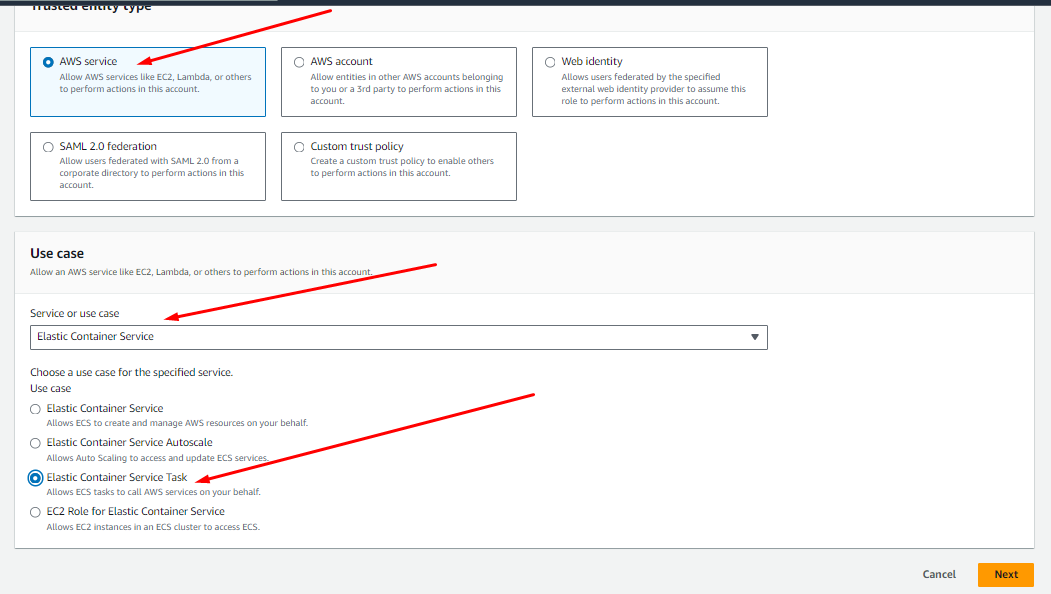 Trusted entity type
AWS service
Allow AWS services like EC2, Lambda, or others
to perform actions in this account.
AWS account
Allow entities in other AWS accounts belonging
to you or a 3rd party to perform actions in this
account.
Web identity
Allows users federated by the specified
external web identity provider to assume this
role to perform actions in this account.
SAML 2.0 federation
Allow users federated with SAML 2.0 from a
corporate directory to perform actions in this
account.
Custom trust policy
Create a custom trust policy to enable others
to perform actions in this account.
Use case
Allow an AWS service like EC2, Lambda, or others to perform actions in this account.
Service or use case
Elastic Container Service
Choose a use case for the specified service.
Use case
Elastic Container Service
Allows ECS to create and manage AWS resources on your behalf.
Elastic Container Service Autoscale
Allows Auto Scaling to access and update ECS services.
Elastic Container Service Task
Allows ECS tasks to call AWS services on your behalf.
EC2 Role for Elastic Container Service
Allows EC2 instances in an ECS cluster to access ECS.
Cancel
Next